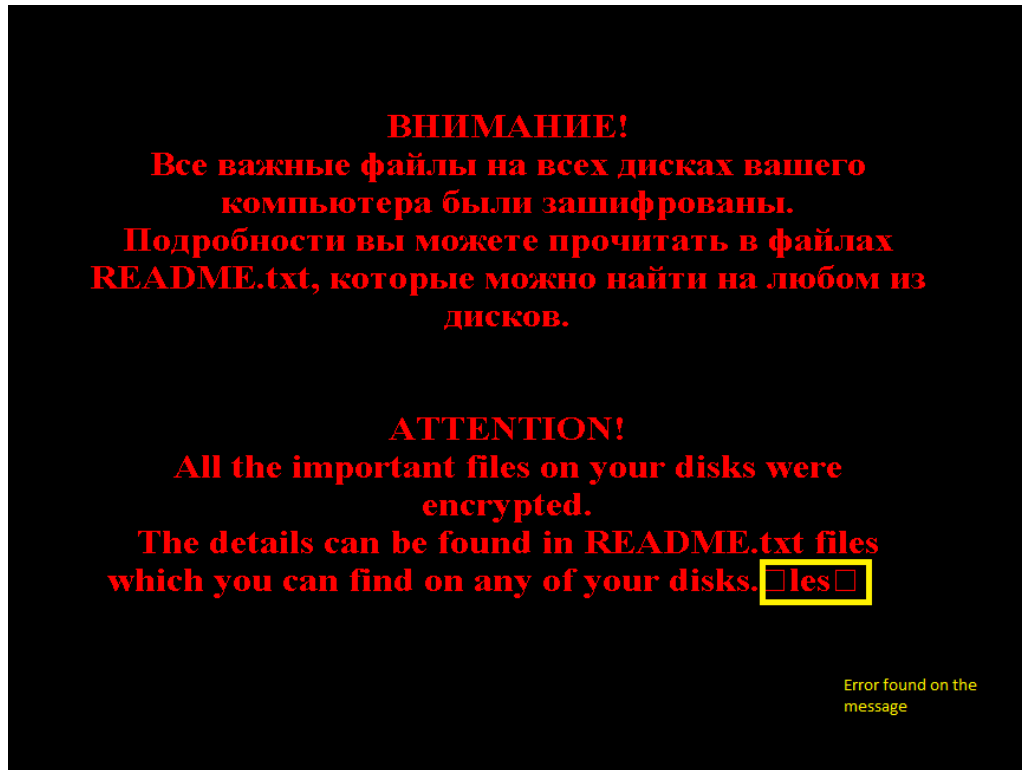 ВНИМАНИЕ!
Все важные файлы на всех дисках вашего
компьютера были зашифрованы.
Подробности вы можете прочитать в файлах
README.txt, которые можно найти на любом из
дисков.
ATTENTION!
All the important files on your disks were
encrypted.
The details can be found in README.txt files
which you can find on any of your disks.□les□
Error found on the
message